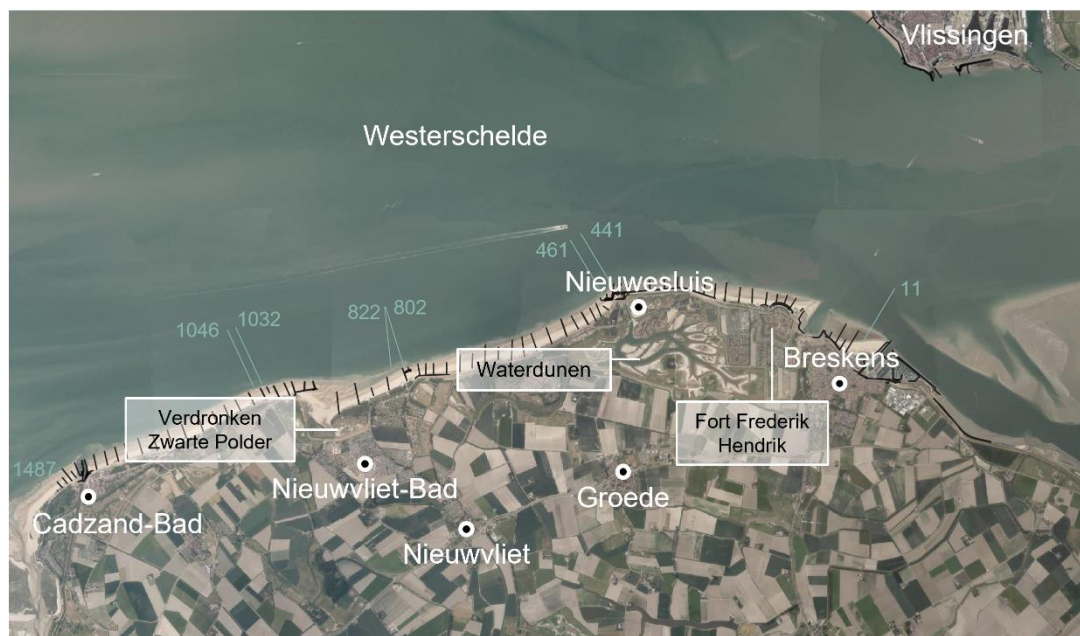 Vlissingen
Westerschelde
441
461
Nieuwesluis
11
1046
1032
822
802
Waterdunen
Breskens
Verdronken
Zwarte Polder
Fort Frederik
Hendrik
1487
Nieuwvliet-Bad
Groede
Cadzand-Bad
Nieuwvliet